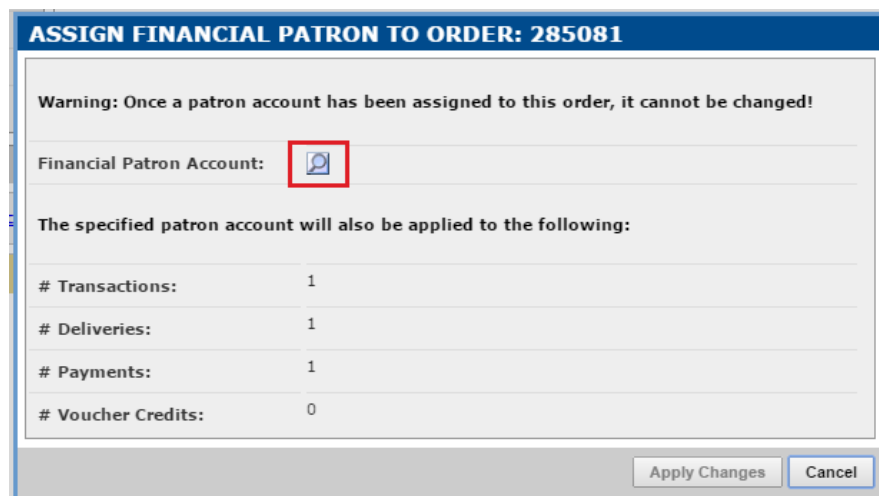 ASSIGN FINANCIAL PATRON TO ORDER: 285081
Warning: Once a patron account has been assigned to this order, it cannot be changed!
Financial Patron Account:
The specified patron account will also be applied to the following:
# Transactions: 1
# Deliveries: 1
# Payments: 1
# Voucher Credits: 0
Apply Changes Cancel